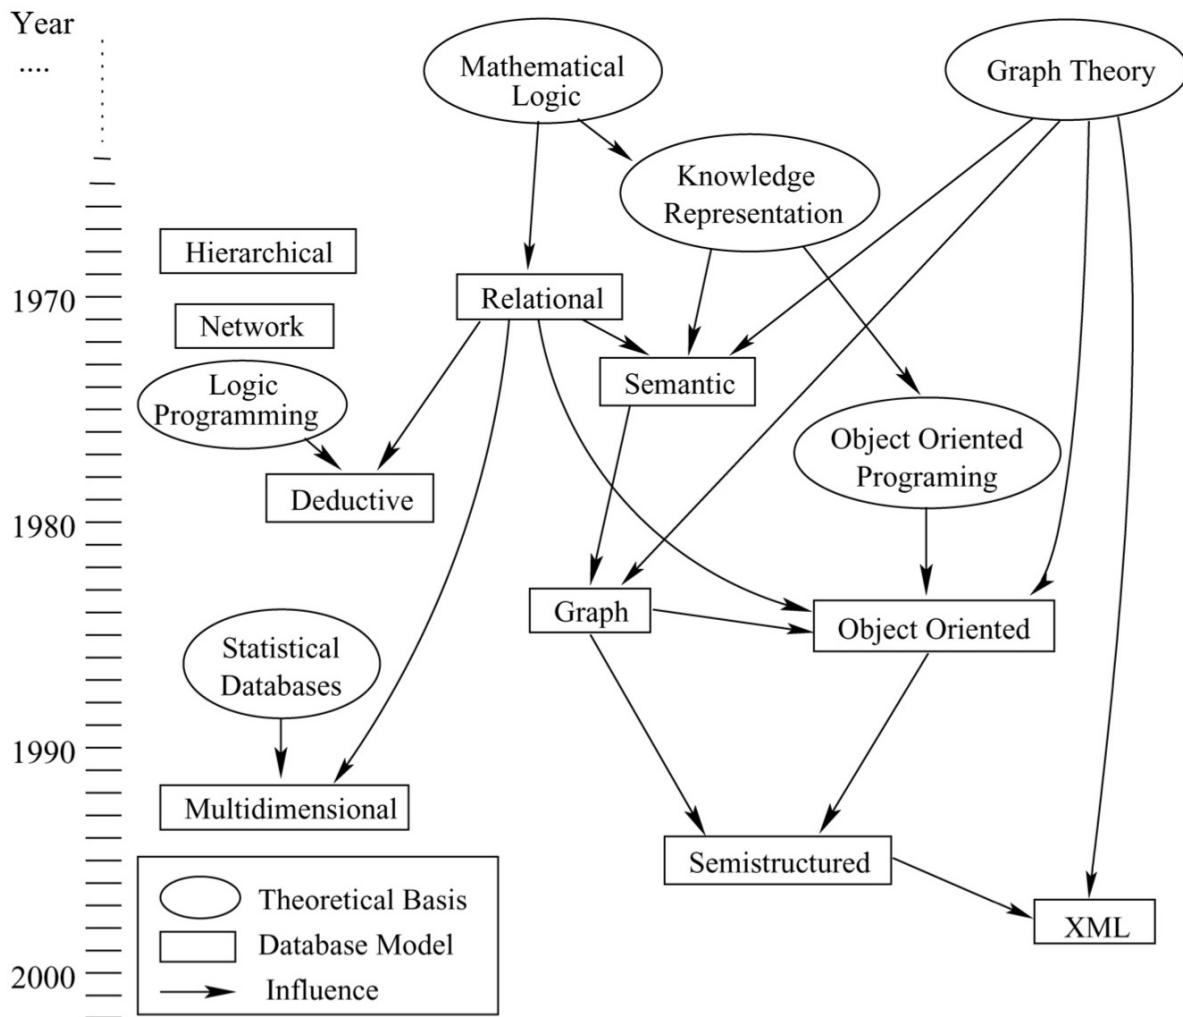 Year
....
Mathematical
Logic
Graph Theory
Knowledge
Representation
Hierarchical
1970
Relational
Network
Semantic
Logic
Programming
Object Oriented
Programing
Deductive
1980
Graph
Object Oriented
Statistical
Databases
1990
Multidimensional
Semistructured
Theoretical Basis
XML
Database Model
2000
Influence